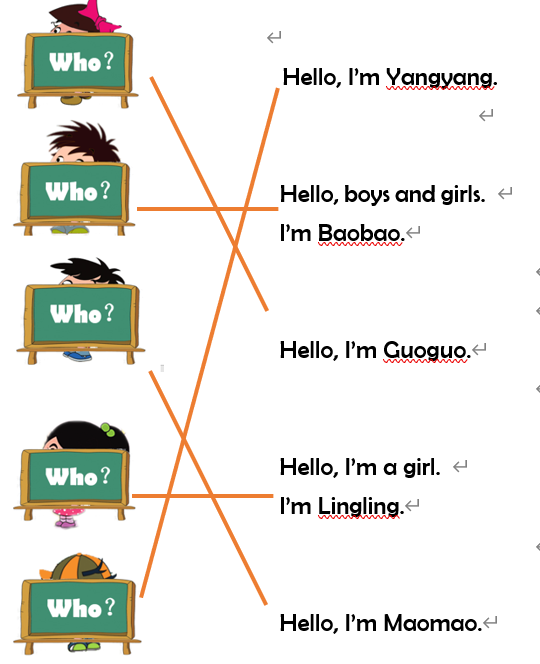 Who?
Hello, I'm Yangyang.
Who?
Hello, boys and girls.
I'm Baobao.
Who?
Hello, I'm Guoguo.
Who?
Hello, I'm a girl.
I'm Lingling.
Who?
Hello, I'm Maomao.